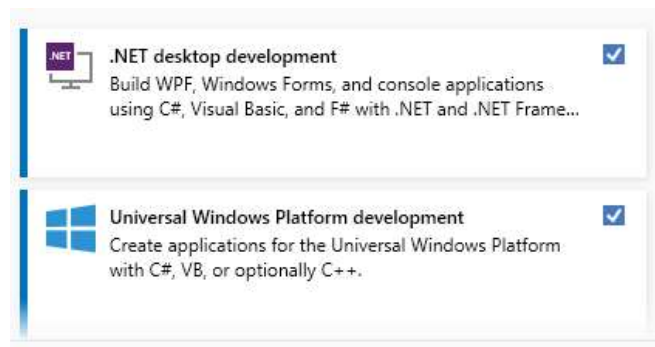 .NET
.NET desktop development
Build WPF, Windows Forms, and console applications
using C#, Visual Basic, and F# with .NET and .NET Frame...
Universal Windows Platform development
Create applications for the Universal Windows Platform
with C#, VB, or optionally C++.